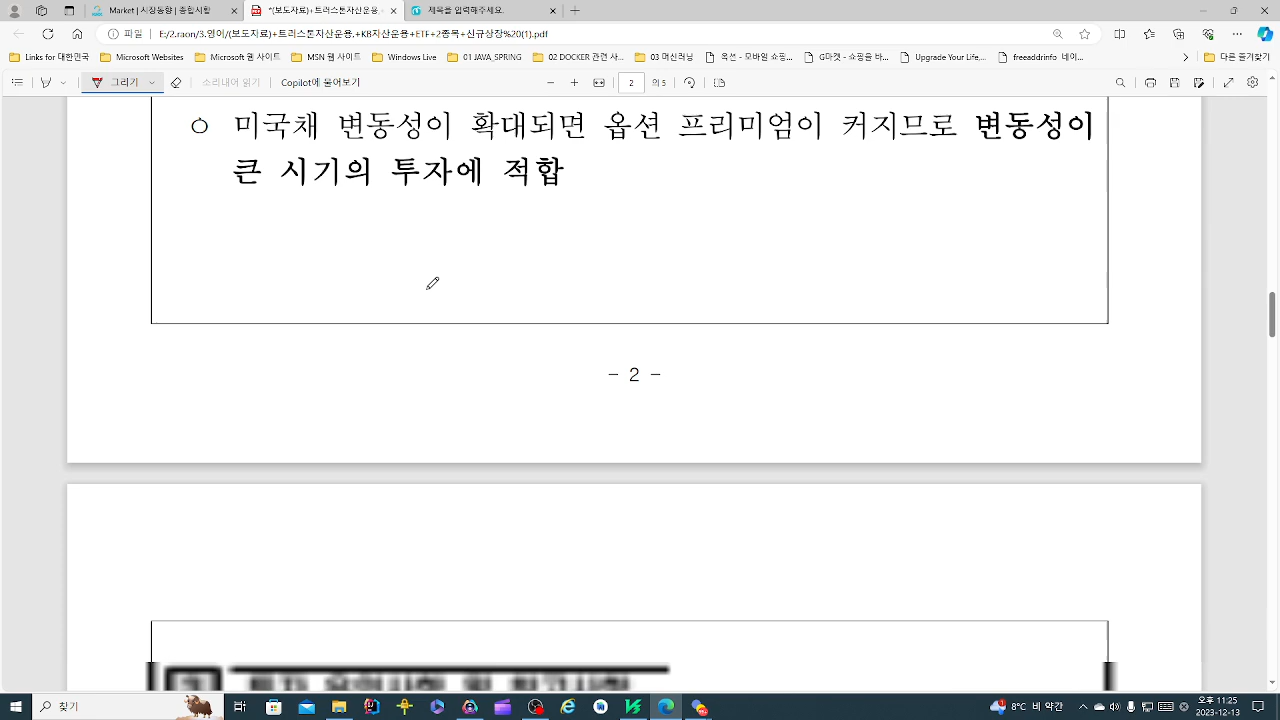 Market | 시장동향 | 종합시황
*(보도자료)+트러스톤자산운용,+
제목을 입력해주세요.
파일 | E:/2.raon/3.연아/(보도자료)+트러스톤자산운용,+KB자산운용+ETF+2종목+신규상장%20(1).pdf
Links for 대한민국 Microsoft Websites Microsoft 웹 사이트 MSN 웹 사이트 Windows Live 01 JAVA_SPRING 02 DOCKER 관련 사... 03 머신러닝 옥션 - 모바일 쇼핑... G마켓 - 쇼핑을 바... Upgrade Your Life,... freeaddrinfo 네이... 다른 즐겨찾기
그리기 소리내어 읽기 Copilot에 물어보기 2 의 5
○ 미국채 변동성이 확대되면 옵션 프리미엄이 커지므로 변동성이
큰 시기의 투자에 적합
- 2 -
찾기 8°C 비 약간 오후 11:25
2023-12-13